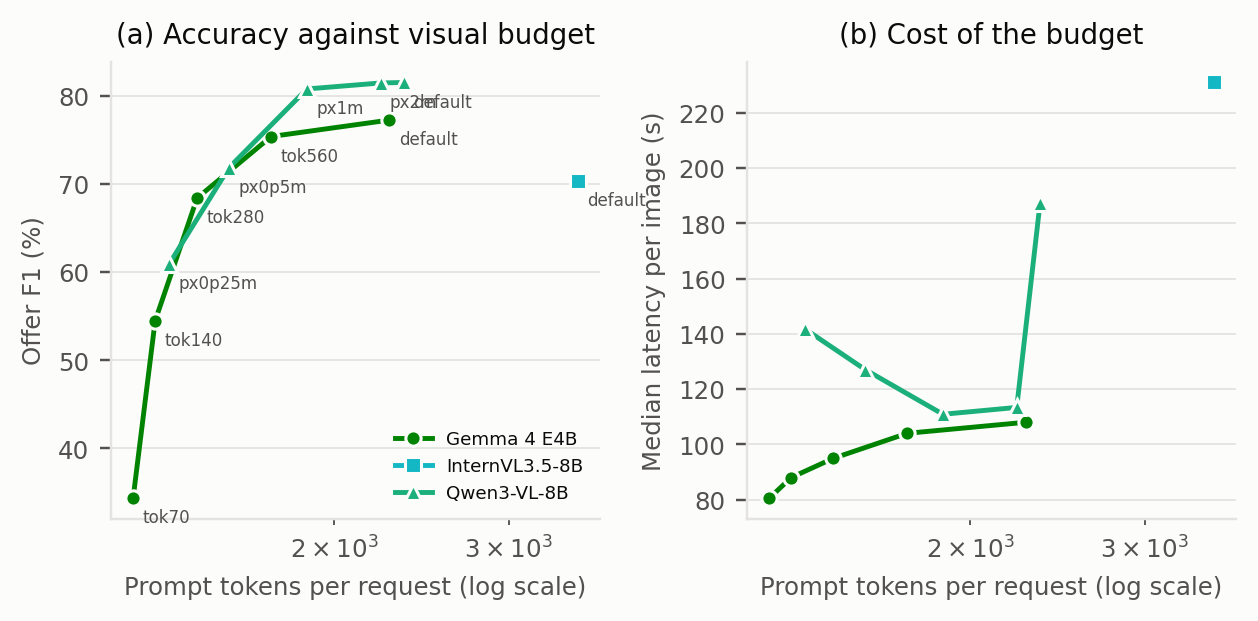 (a) Accuracy against visual budget
Offer F1 (%)
80
70
60
50
40
px1m
px2m
default
default
tok560
px0p5m
tok280
default
px0p25m
tok140
tok70
Gemma 4 E4B
InternVL3.5-8B
Qwen3-VL-8B
2 × 10³
3 × 10³
Prompt tokens per request (log scale)
(b) Cost of the budget
Median latency per image (s)
220
200
180
160
140
120
100
80
2 × 10³
3 × 10³
Prompt tokens per request (log scale)